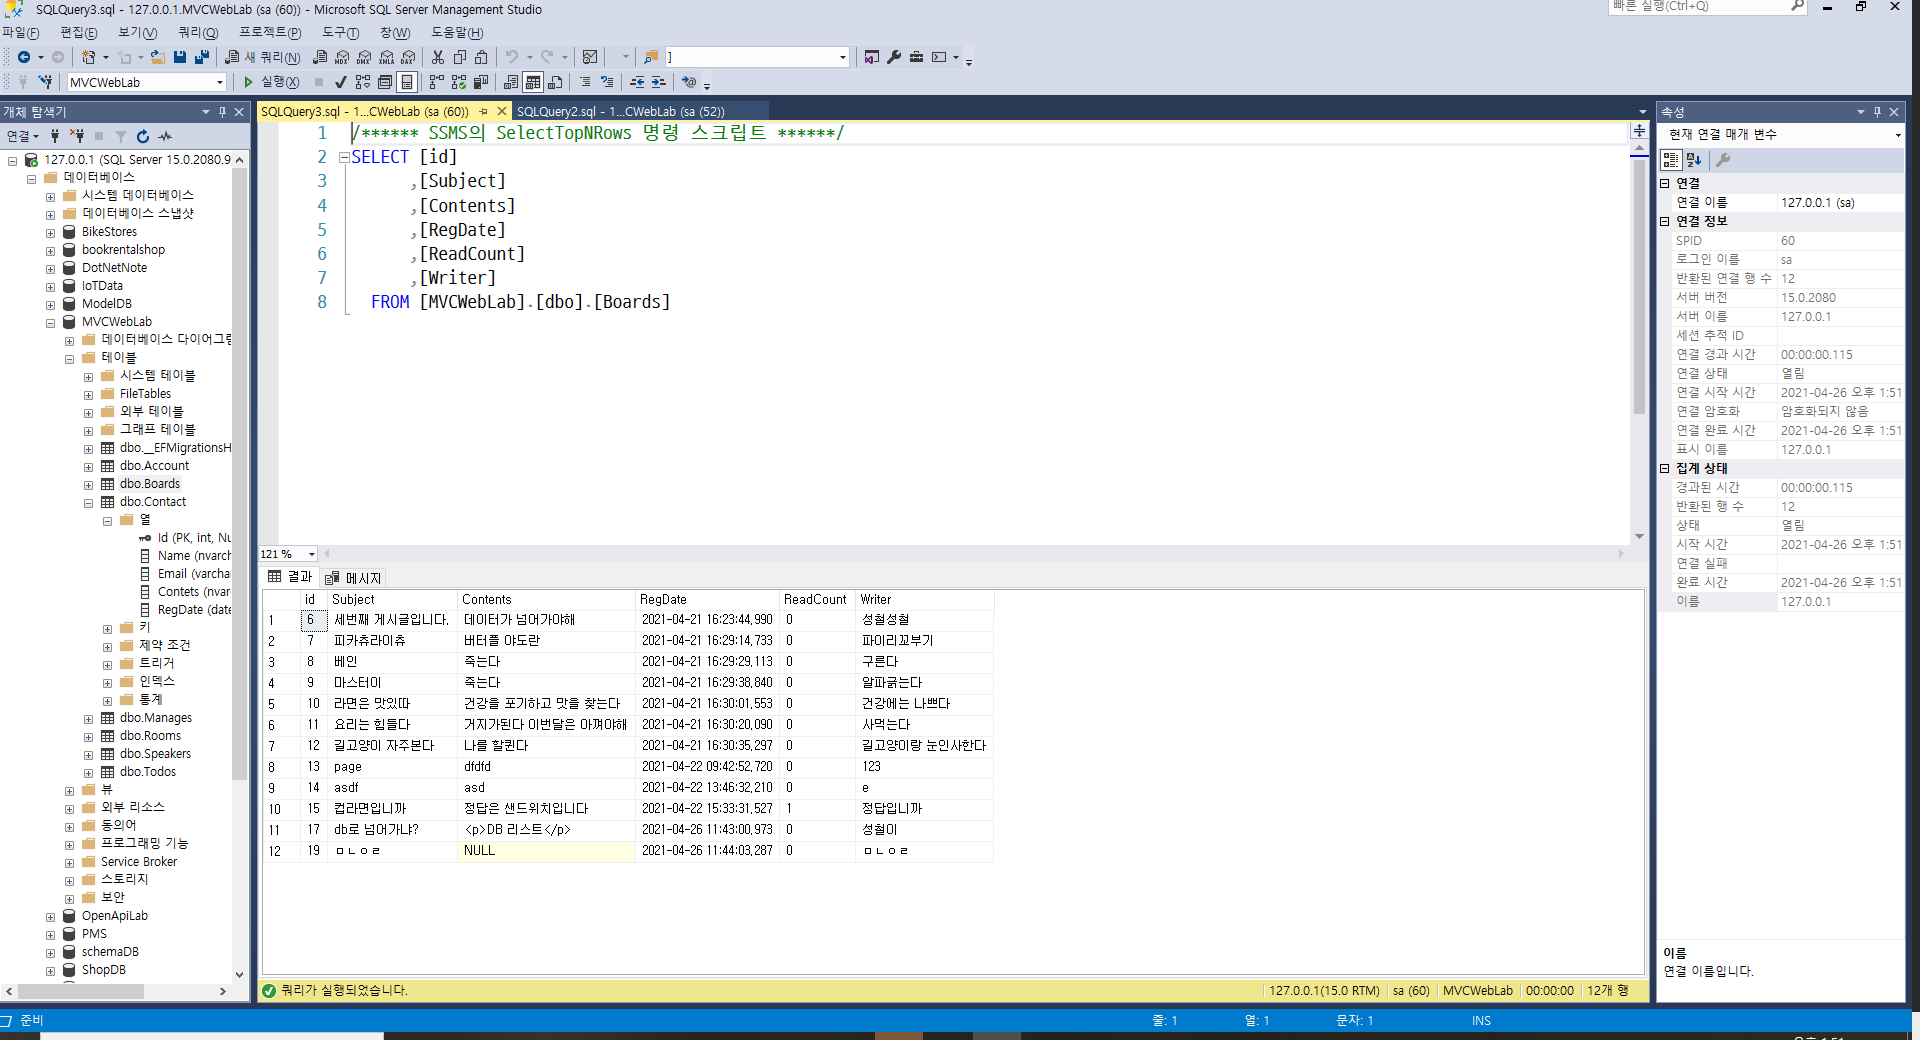 SQLQuery3.sql - 127.0.0.1.MVCWebLab (sa (60)) - Microsoft SQL Server Management Studio
빠른 실행(Ctrl+Q)
파일(F) 편집(E) 보기(V) 쿼리(Q) 프로젝트(P) 도구(T) 창(W) 도움말(H)
새 쿼리(N) MDX DMX XMLA DAX ]
MVCWebLab 실행(X)
개체 탐색기
연결
127.0.0.1 (SQL Server 15.0.2080.9
데이터베이스
시스템 데이터베이스
데이터베이스 스냅샷
BikeStores
bookrentalshop
DotNetNote
IoTData
ModelDB
MVCWebLab
데이터베이스 다이어그램
테이블
시스템 테이블
FileTables
외부 테이블
그래프 테이블
dbo.__EFMigrationsH
dbo.Account
dbo.Boards
dbo.Contact
열
Id (PK, int, Nu
Name (nvarch
Email (varcha
Contets (nvar
RegDate (date
키
제약 조건
트리거
인덱스
통계
dbo.Manages
dbo.Rooms
dbo.Speakers
dbo.Todos
뷰
외부 리소스
동의어
프로그래밍 기능
Service Broker
스토리지
보안
OpenApiLab
PMS
schemaDB
ShopDB
SQLQuery3.sql - 1...CWebLab (sa (60)) SQLQuery2.sql - 1...CWebLab (sa (52))
1 /****** SSMS의 SelectTopNRows 명령 스크립트 ******/
2 SELECT [id]
3 ,[Subject]
4 ,[Contents]
5 ,[RegDate]
6 ,[ReadCount]
7 ,[Writer]
8 FROM [MVCWebLab].[dbo].[Boards]
121 %
결과 메시지
id Subject Contents RegDate ReadCount Writer
1 6 세번째 게시글입니다. 데이터가 넘어가야해 2021-04-21 16:23:44,990 0 성철성철
2 7 피카츄라이츄 버터플 야도란 2021-04-21 16:29:14,733 0 파이리꼬부기
3 8 베인 죽는다 2021-04-21 16:29:29,113 0 구른다
4 9 마스터이 죽는다 2021-04-21 16:29:38,840 0 알파긁는다
5 10 라면은 맛있따 건강을 포기하고 맛을 찾는다 2021-04-21 16:30:01,553 0 건강에는 나쁘다
6 11 요리는 힘들다 거지가된다 이번달은 아껴야해 2021-04-21 16:30:20,090 0 사먹는다
7 12 길고양이 자주본다 나를 할퀸다 2021-04-21 16:30:35,297 0 길고양이랑 눈인사한다
8 13 page dfdfd 2021-04-22 09:42:52,720 0 123
9 14 asdf asd 2021-04-22 13:46:32,210 0 e
10 15 컵라면입니까 정답은 샌드위치입니다 2021-04-22 15:33:31,527 1 정답입니까
11 17 db로 넘어가냐? <p>DB 리스트</p> 2021-04-26 11:43:00,973 0 성철이
12 19 ㅁㄴㅇㄹ NULL 2021-04-26 11:44:03,287 0 ㅁㄴㅇㄹ
쿼리가 실행되었습니다. 127.0.0.1(15.0 RTM) sa (60) MVCWebLab 00:00:00 12개 행
속성
현재 연결 매개 변수
연결
연결 이름 127.0.0.1 (sa)
연결 정보
SPID 60
로그인 이름 sa
반환된 연결 행 수 12
서버 버전 15.0.2080
서버 이름 127.0.0.1
세션 추적 ID
연결 경과 시간 00:00:00.115
연결 상태 열림
연결 시작 시간 2021-04-26 오후 1:51
연결 암호화 암호화되지 않음
연결 완료 시간 2021-04-26 오후 1:51
표시 이름 127.0.0.1
집계 상태
경과된 시간 00:00:00.115
반환된 행 수 12
상태 열림
시작 시간 2021-04-26 오후 1:51
연결 실패
완료 시간 2021-04-26 오후 1:51
이름 127.0.0.1
이름
연결 이름입니다.
준비 줄: 1 열: 1 문자: 1 INS